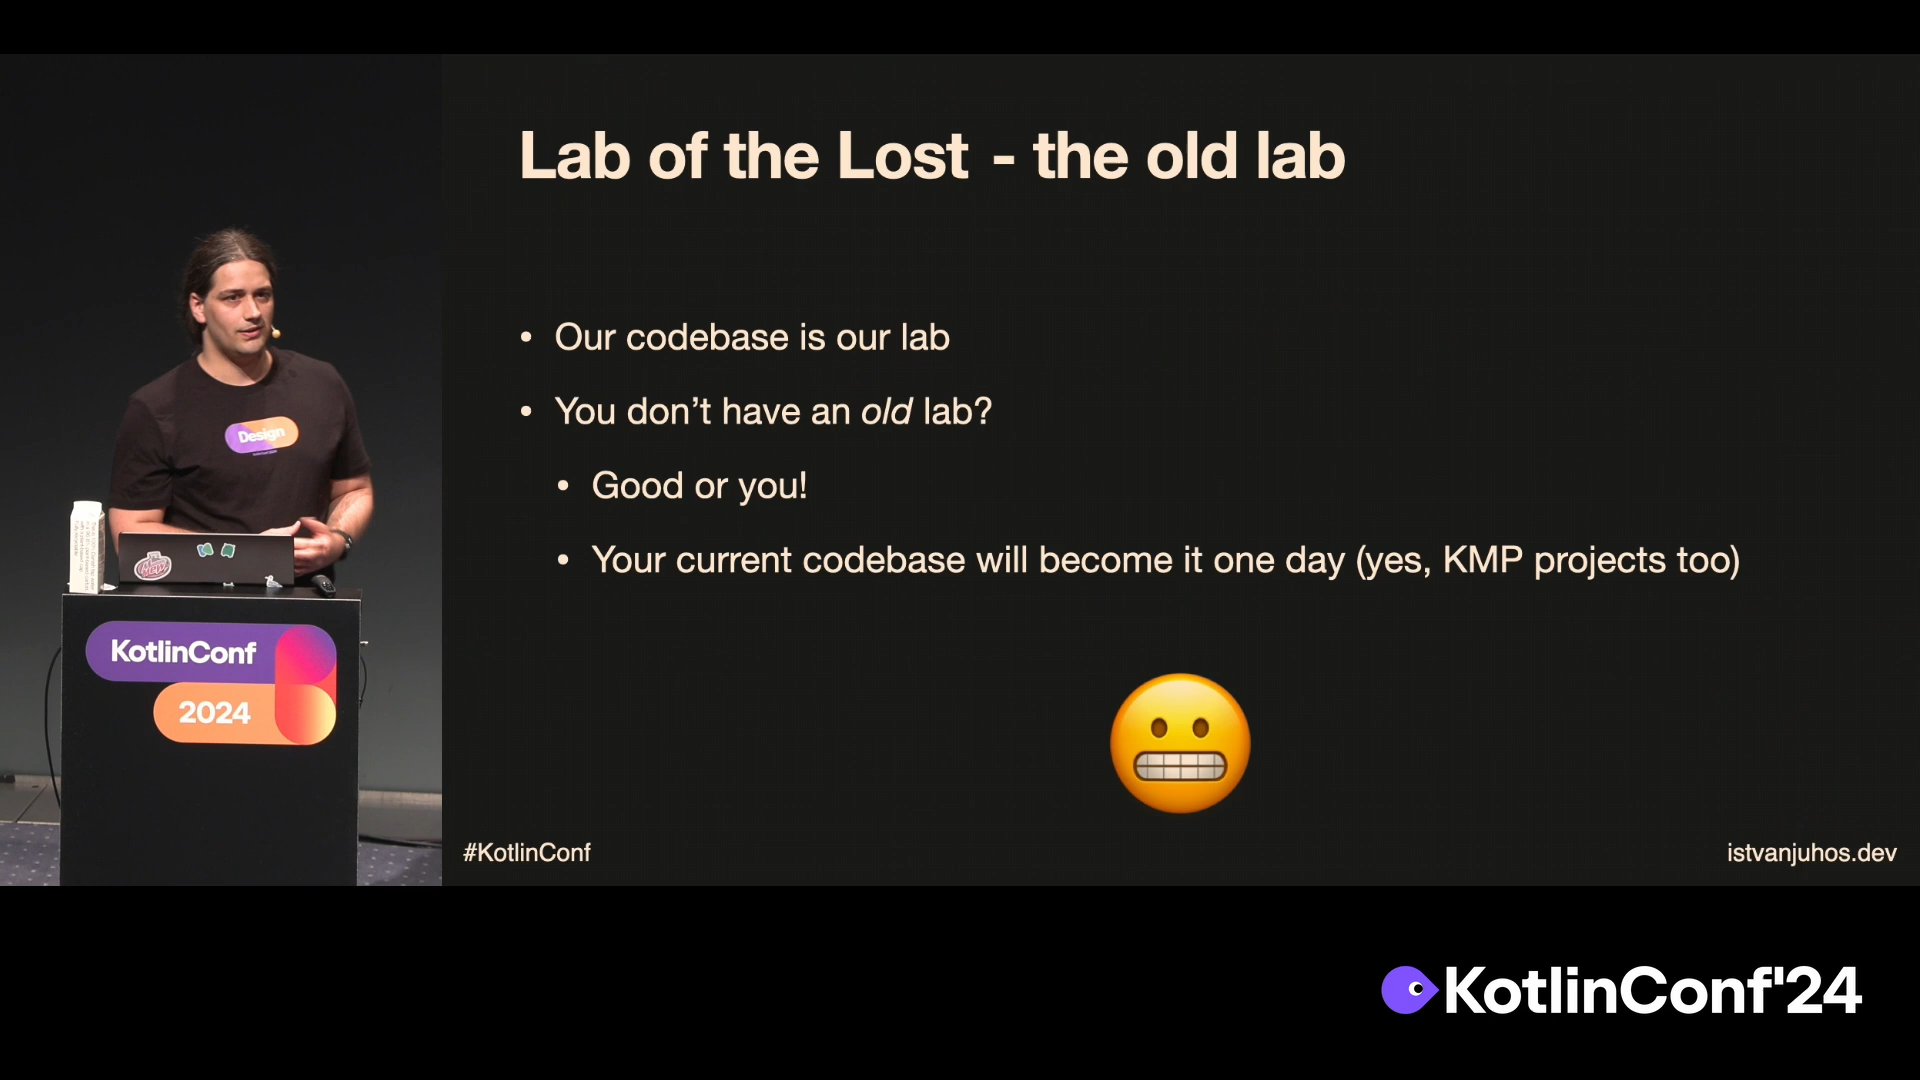 Lab of the Lost - the old lab
• Our codebase is our lab
• You don’t have an old lab?
• Good or you!
• Your current codebase will become it one day (yes, KMP projects too)
#KotlinConf
istvanjuhos.dev
Design
KotlinConf
2024
KotlinConf'24